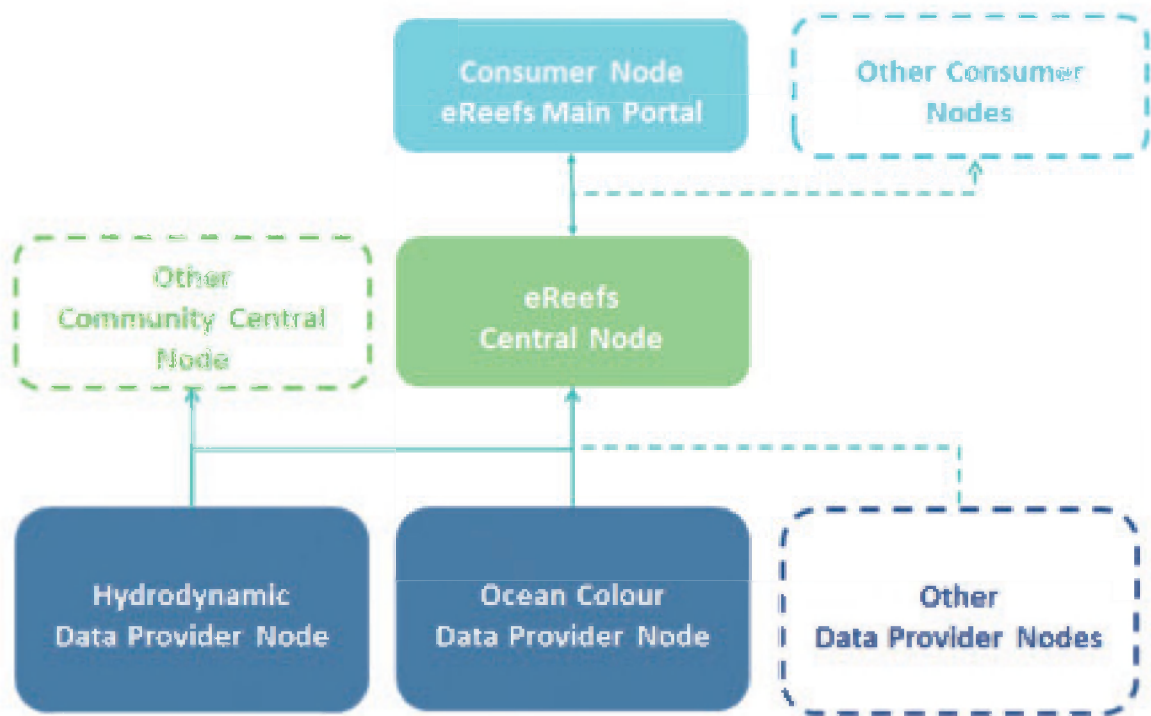 Consumer Node
eReefs Main Portal
Other Consumer
Nodes
Other
Community Central
Node
eReefs
Central Node
Hydrodynamic
Data Provider Node
Ocean Colour
Data Provider Node
Other
Data Provider Nodes